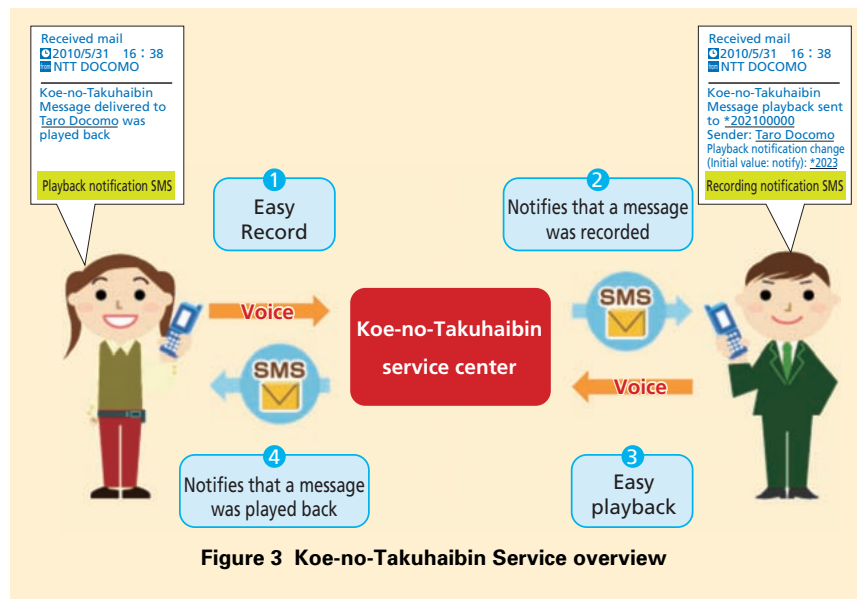 Received mail
2010/5/31 16:38
from NTT DOCOMO
Koe-no-Takuhaibin
Message delivered to
Taro Docomo was
played back
Playback notification SMS
Received mail
2010/5/31 16:38
from NTT DOCOMO
Koe-no-Takuhaibin
Message playback sent
to *202100000
Sender: Taro Docomo
Playback notification change
(Initial value: notify): *2023
Recording notification SMS
1
Easy
Record
2
Notifies that a message
was recorded
Voice
SMS
Koe-no-Takuhaibin
service center
SMS
Voice
4
Notifies that a message
was played back
3
Easy
playback
Figure 3 Koe-no-Takuhaibin Service overview